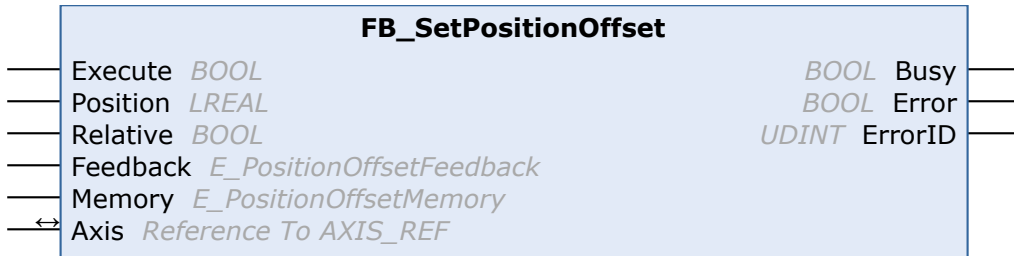 FB_SetPositionOffset
Execute BOOL BOOL Busy
Position LREAL BOOL Error
Relative BOOL UDINT ErrorID
Feedback E_PositionOffsetFeedback
Memory E_PositionOffsetMemory
↔ Axis Reference To AXIS_REF